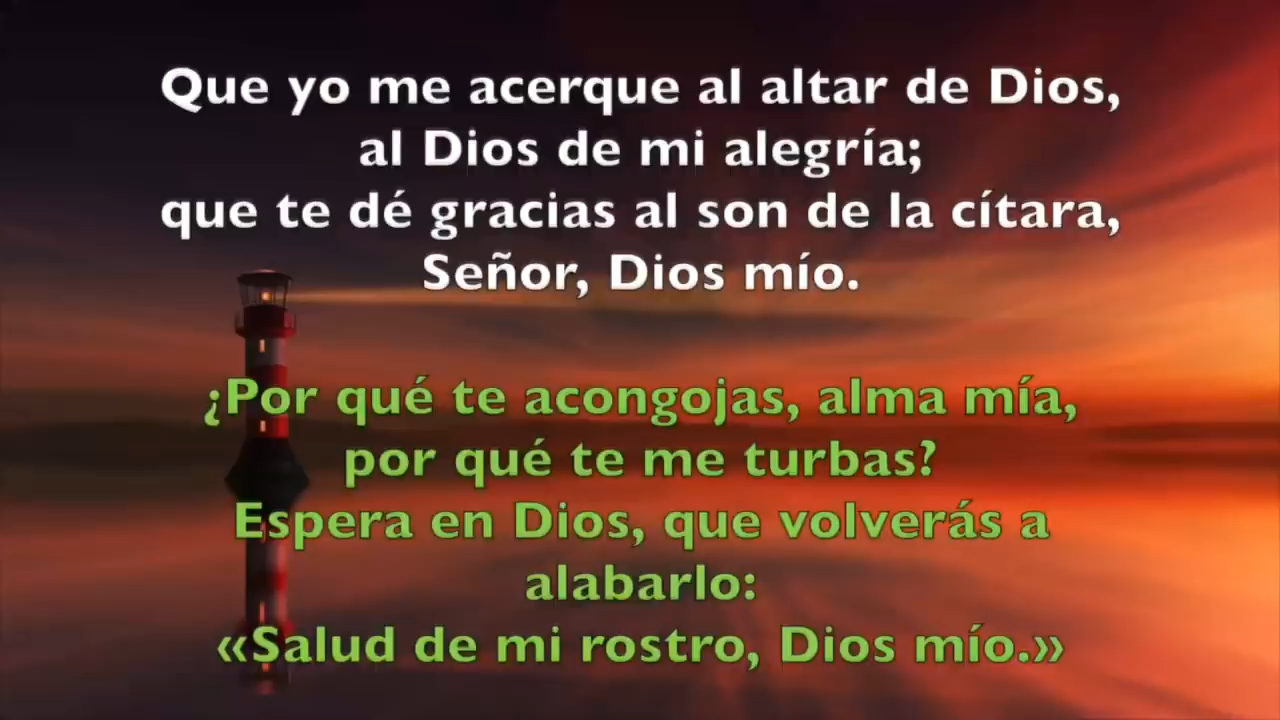 Que yo me acerque al altar de Dios,
al Dios de mi alegría;
que te dé gracias al son de la cítara,
Señor, Dios mío.
¿Por qué te acongojas, alma mía,
por qué te me turbas?
Espera en Dios, que volverás a
alabarlo:
«Salud de mi rostro, Dios mío.»